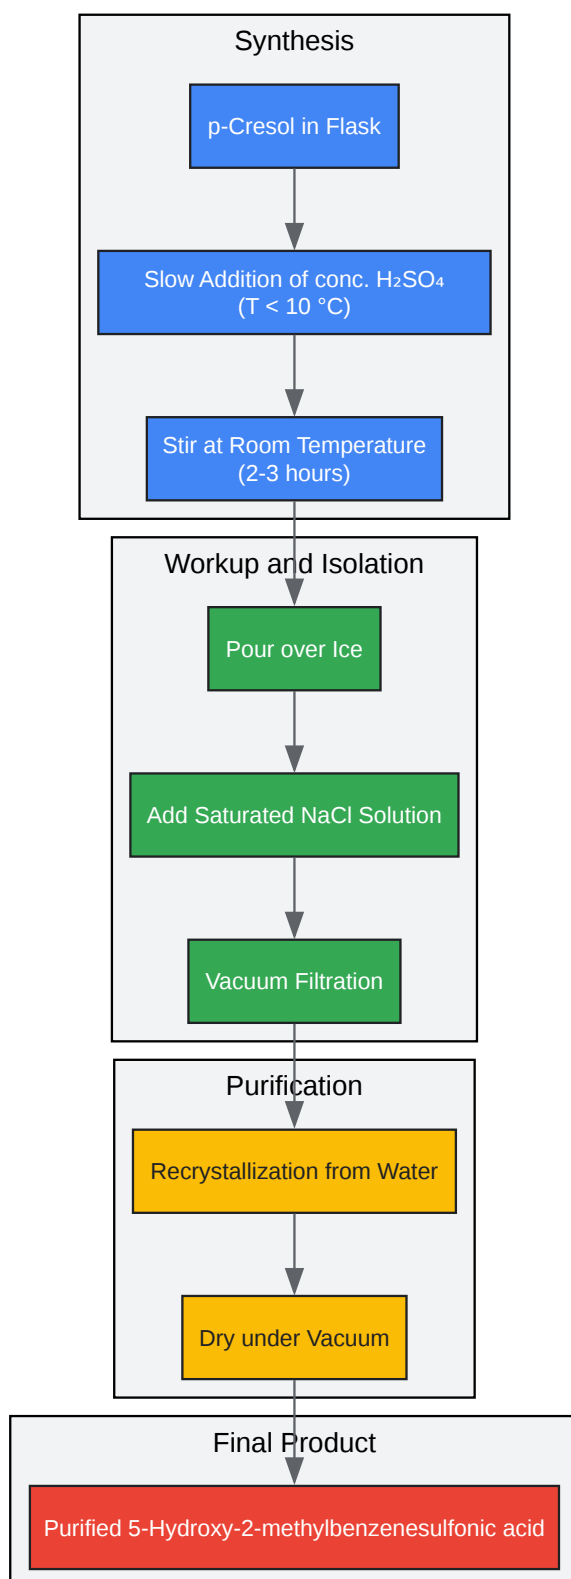 Synthesis
p-Cresol in Flask
Slow Addition of conc. H₂SO₄
(T < 10 °C)
Stir at Room Temperature
(2-3 hours)
Workup and Isolation
Pour over Ice
Add Saturated NaCl Solution
Vacuum Filtration
Purification
Recrystallization from Water
Dry under Vacuum
Final Product
Purified 5-Hydroxy-2-methylbenzenesulfonic acid